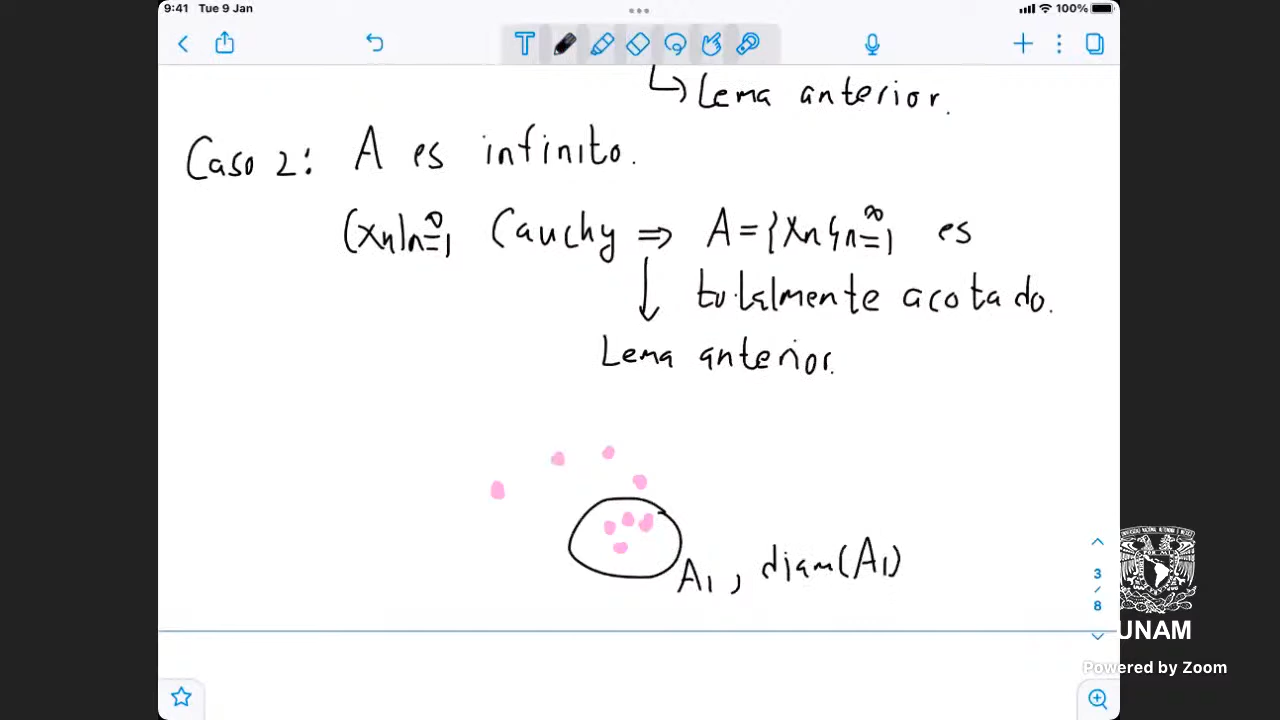 9:41 Tue 9 Jan
100%
↳ Lema anterior.
Caso 2: A es infinito.
(xn)n=1^∞ Cauchy ⇒ A={xn}n=1^∞ es
↓ totalmente acotado.
Lema anterior.
A1, diam(A1)
3
/
8
UNAM
Powered by Zoom